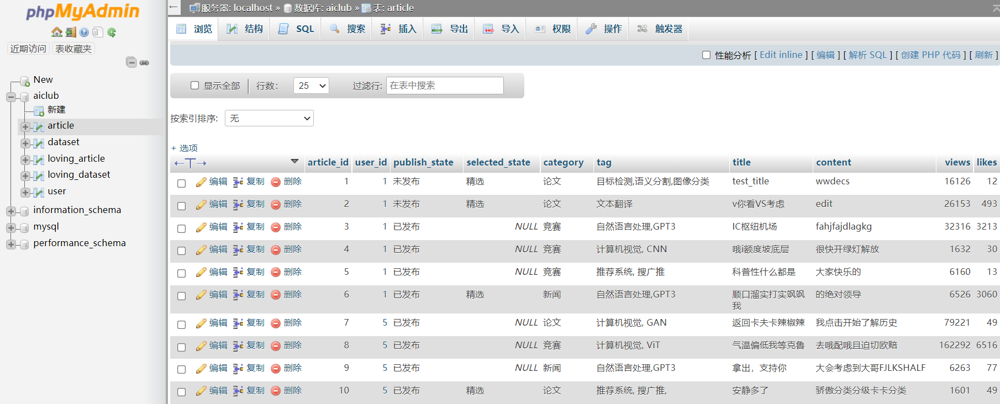 phpMyAdmin
近期访问 表收藏夹
New
aiclub
新建
article
dataset
loving_article
loving_dataset
user
information_schema
mysql
performance_schema
服务器: localhost » 数据库: aiclub » 表: article
浏览 结构 SQL 搜索 插入 导出 导入 权限 操作 触发器
性能分析 [ Edit inline ] [ 编辑 ] [ 解析 SQL ] [ 创建 PHP 代码 ] [ 刷新 ]
显示全部 行数: 25 过滤行: 在表中搜索
按索引排序: 无
+ 选项
←T→ article_id user_id publish_state selected_state category tag title content views likes
编辑 复制 删除 1 1 未发布 精选 论文 目标检测,语义分割,图像分类 test_title wwdecs 16126 12
编辑 复制 删除 2 1 未发布 精选 论文 文本翻译 v你看VS考虑 edit 26153 493
编辑 复制 删除 3 1 已发布 NULL 竞赛 自然语言处理,GPT3 IC枢纽机场 fahjfajdlagkg 32316 3213
编辑 复制 删除 4 1 已发布 NULL 竞赛 计算机视觉, CNN 哦i额度坡底层 很快开绿灯解放 1632 30
编辑 复制 删除 5 1 已发布 NULL 竞赛 推荐系统, 搜广推 科普性什么都是 大家快乐的 6160 13
编辑 复制 删除 6 1 已发布 精选 新闻 自然语言处理,GPT3 顺口溜实打实飒飒 的绝对领导 6526 3060
我
编辑 复制 删除 7 5 已发布 NULL 论文 计算机视觉, GAN 返回卡夫卡辣椒辣 我点击开始了解历史 79221 49
编辑 复制 删除 8 5 已发布 NULL 竞赛 计算机视觉, ViT 气温偏低我等克鲁 去哦配哦且迫切欧赔 162292 6516
编辑 复制 删除 9 5 已发布 NULL 新闻 自然语言处理,GPT3 拿出，支持你 大会考虑到大哥FJLKSHALF 6263 77
编辑 复制 删除 10 5 已发布 精选 论文 推荐系统, 搜广推, 安静多了 骄傲分类分级卡卡分类 1601 49